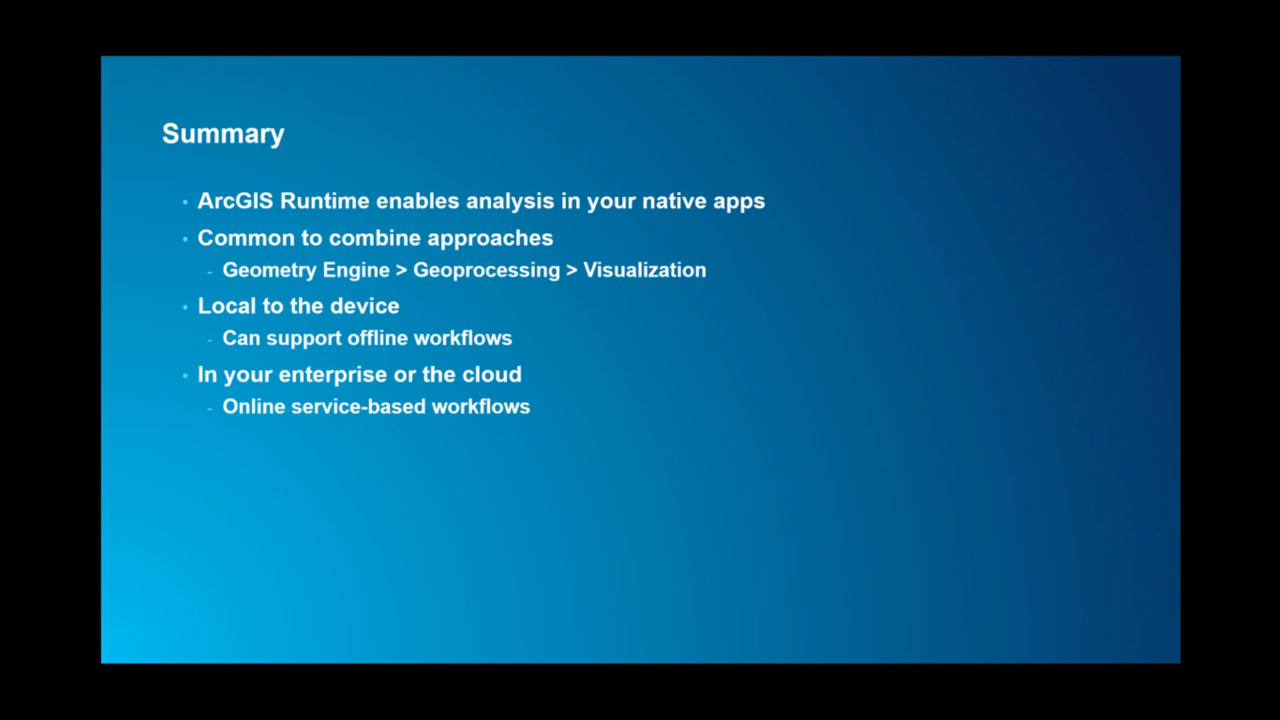 Summary
• ArcGIS Runtime enables analysis in your native apps
• Common to combine approaches
- Geometry Engine > Geoprocessing > Visualization
• Local to the device
- Can support offline workflows
• In your enterprise or the cloud
- Online service-based workflows